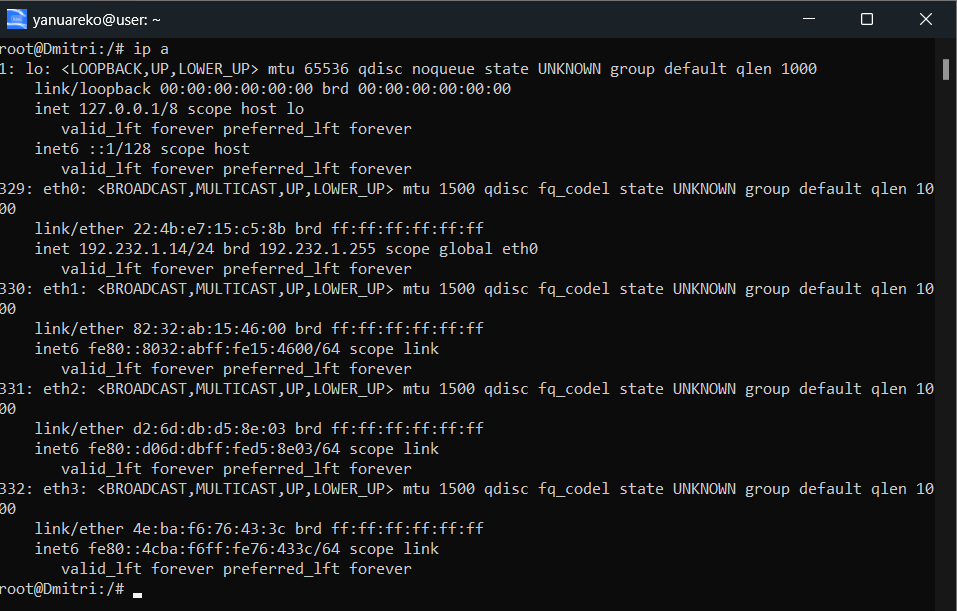 yanuareko@user: ~
root@Dmitri:/# ip a
1: lo: <LOOPBACK,UP,LOWER_UP> mtu 65536 qdisc noqueue state UNKNOWN group default qlen 1000
    link/loopback 00:00:00:00:00:00 brd 00:00:00:00:00:00
    inet 127.0.0.1/8 scope host lo
       valid_lft forever preferred_lft forever
    inet6 ::1/128 scope host
       valid_lft forever preferred_lft forever
329: eth0: <BROADCAST,MULTICAST,UP,LOWER_UP> mtu 1500 qdisc fq_codel state UNKNOWN group default qlen 10
00
    link/ether 22:4b:e7:15:c5:8b brd ff:ff:ff:ff:ff:ff
    inet 192.232.1.14/24 brd 192.232.1.255 scope global eth0
       valid_lft forever preferred_lft forever
330: eth1: <BROADCAST,MULTICAST,UP,LOWER_UP> mtu 1500 qdisc fq_codel state UNKNOWN group default qlen 10
00
    link/ether 82:32:ab:15:46:00 brd ff:ff:ff:ff:ff:ff
    inet6 fe80::8032:abff:fe15:4600/64 scope link
       valid_lft forever preferred_lft forever
331: eth2: <BROADCAST,MULTICAST,UP,LOWER_UP> mtu 1500 qdisc fq_codel state UNKNOWN group default qlen 10
00
    link/ether d2:6d:db:d5:8e:03 brd ff:ff:ff:ff:ff:ff
    inet6 fe80::d06d:dbff:fed5:8e03/64 scope link
       valid_lft forever preferred_lft forever
332: eth3: <BROADCAST,MULTICAST,UP,LOWER_UP> mtu 1500 qdisc fq_codel state UNKNOWN group default qlen 10
00
    link/ether 4e:ba:f6:76:43:3c brd ff:ff:ff:ff:ff:ff
    inet6 fe80::4cba:f6ff:fe76:433c/64 scope link
       valid_lft forever preferred_lft forever
root@Dmitri:/#